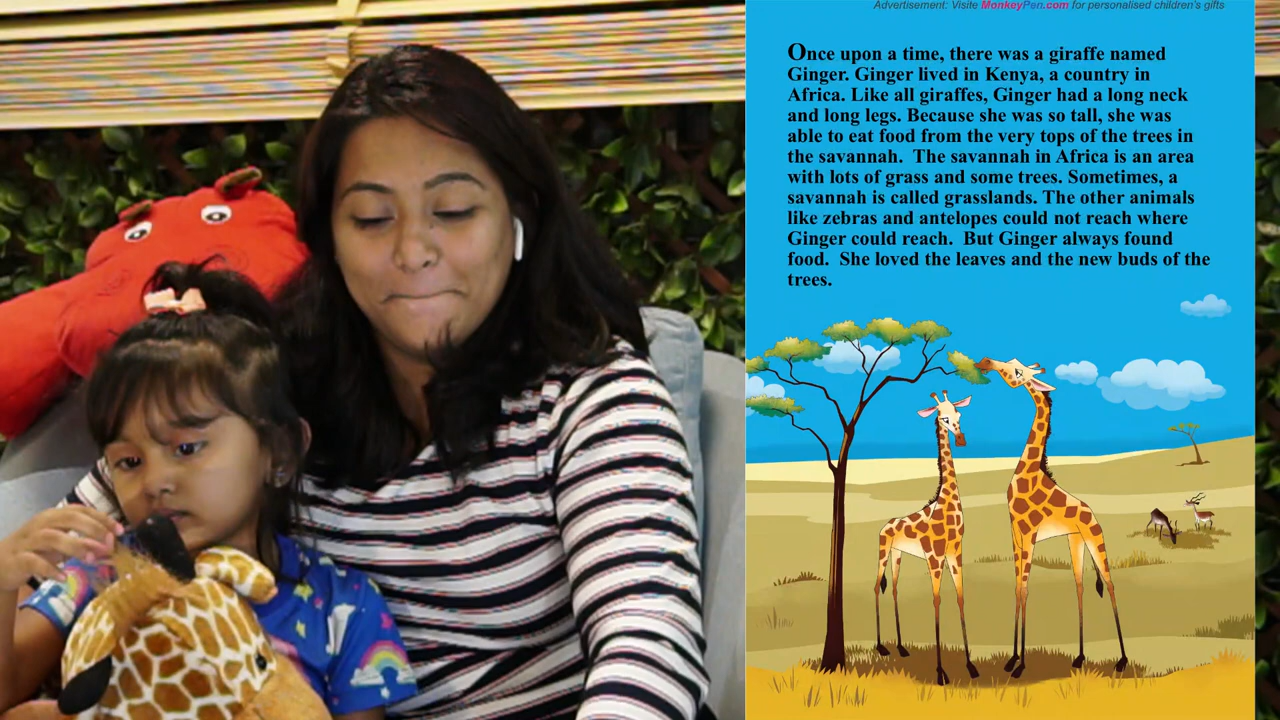 Advertisement: Visit MonkeyPen.com for personalised children's gifts
Once upon a time, there was a giraffe named
Ginger. Ginger lived in Kenya, a country in
Africa. Like all giraffes, Ginger had a long neck
and long legs. Because she was so tall, she was
able to eat food from the very tops of the trees in
the savannah.  The savannah in Africa is an area
with lots of grass and some trees. Sometimes, a
savannah is called grasslands. The other animals
like zebras and antelopes could not reach where
Ginger could reach.  But Ginger always found
food.  She loved the leaves and the new buds of the
trees.